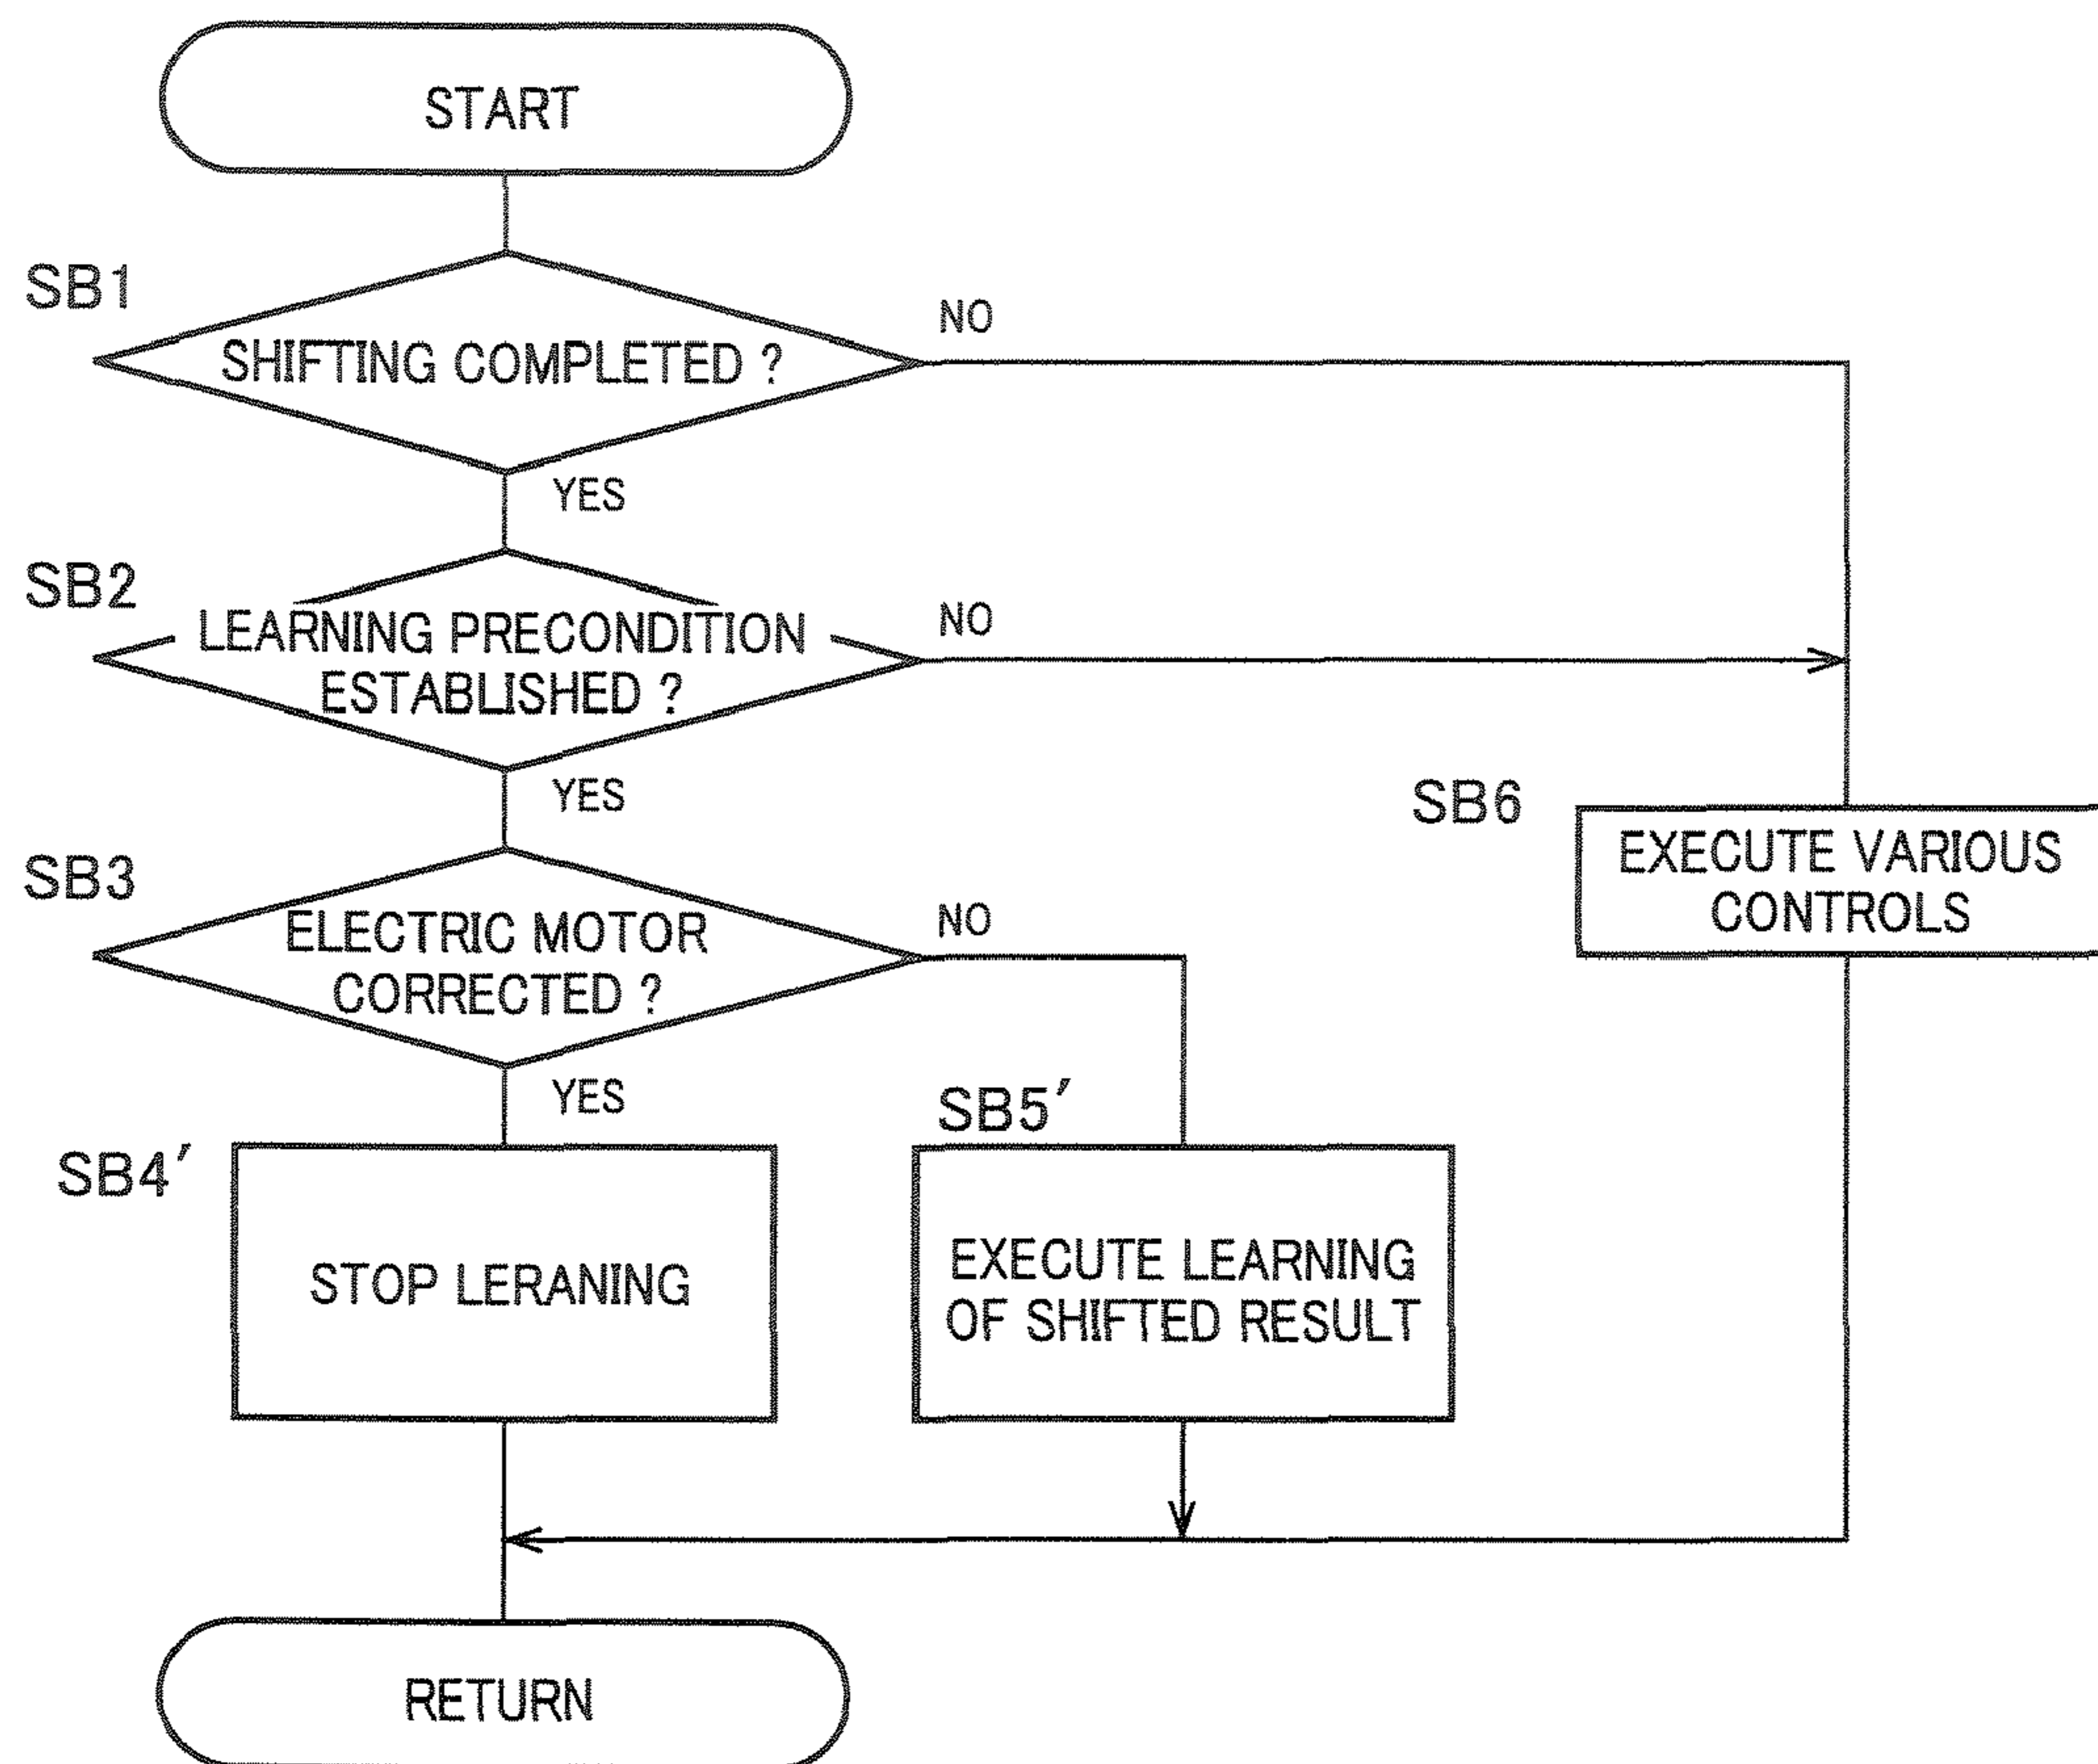 START
SB1
SHIFTING COMPLETED ?
NO
YES
SB2
LEARNING PRECONDITION
ESTABLISHED ?
NO
YES
SB3
ELECTRIC MOTOR
CORRECTED ?
NO
YES
SB6
EXECUTE VARIOUS
CONTROLS
SB4'
STOP LERANING
SB5'
EXECUTE LEARNING
OF SHIFTED RESULT
RETURN